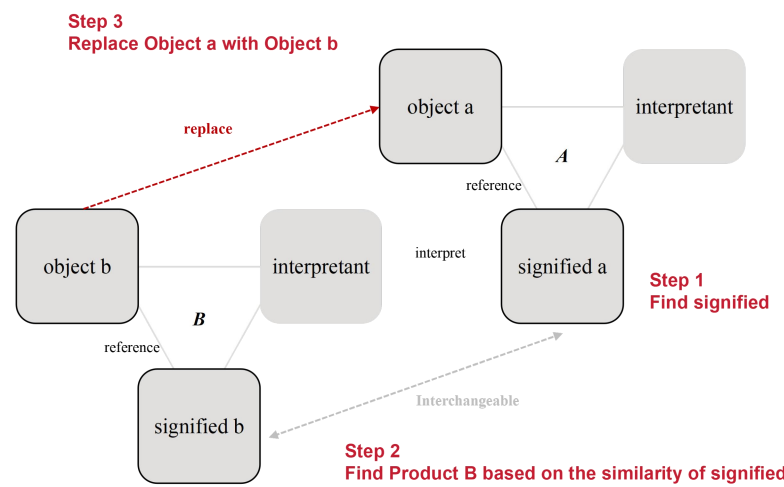 Step 3
Replace Object a with Object b
object a
interpretant
replace
A
reference
object b
interpretant
interpret
signified a
Step 1
Find signified
B
reference
signified b
Interchangeable
Step 2
Find Product B based on the similarity of signified